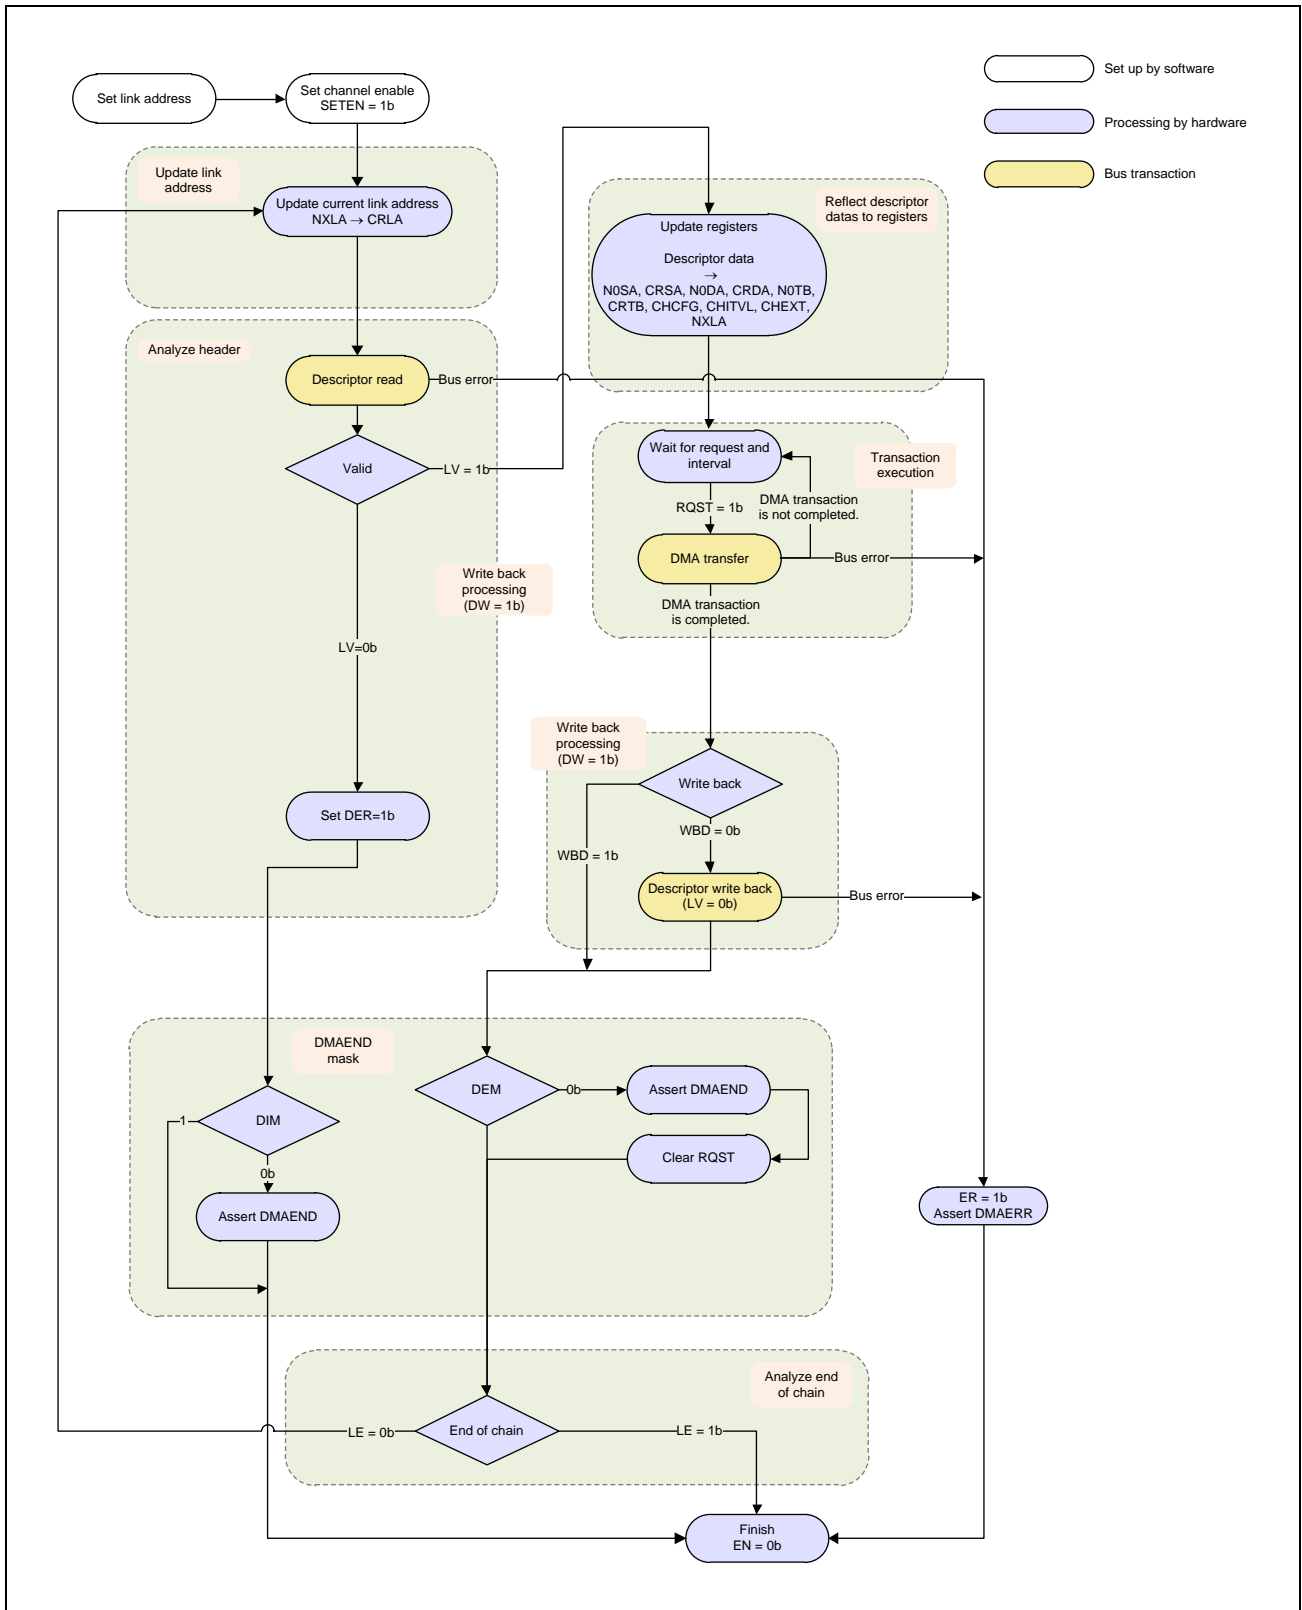 Set up by software
Processing by hardware
Bus transaction
Set link address
Set channel enable
SETEN = 1b
Update link
address
Update current link address
NXLA → CRLA
Reflect descriptor
datas to registers
Update registers
Descriptor data
→
N0SA, CRSA, N0DA, CRDA, N0TB,
CRTB, CHCFG, CHITVL, CHEXT,
NXLA
Analyze header
Descriptor read
Bus error
Valid
LV = 1b
Wait for request and
interval
Transaction
execution
RQST = 1b
DMA transaction
is not completed.
DMA transfer
Bus error
DMA transaction
is completed.
Write back
processing
(DW = 1b)
LV=0b
Set DER=1b
Write back
processing
(DW = 1b)
Write back
WBD = 0b
WBD = 1b
Descriptor write back
(LV = 0b)
Bus error
DMAEND
mask
DIM
1
0b
Assert DMAEND
DEM
0b
Assert DMAEND
Clear RQST
ER = 1b
Assert DMAERR
Analyze end
of chain
LE = 0b
End of chain
LE = 1b
Finish
EN = 0b